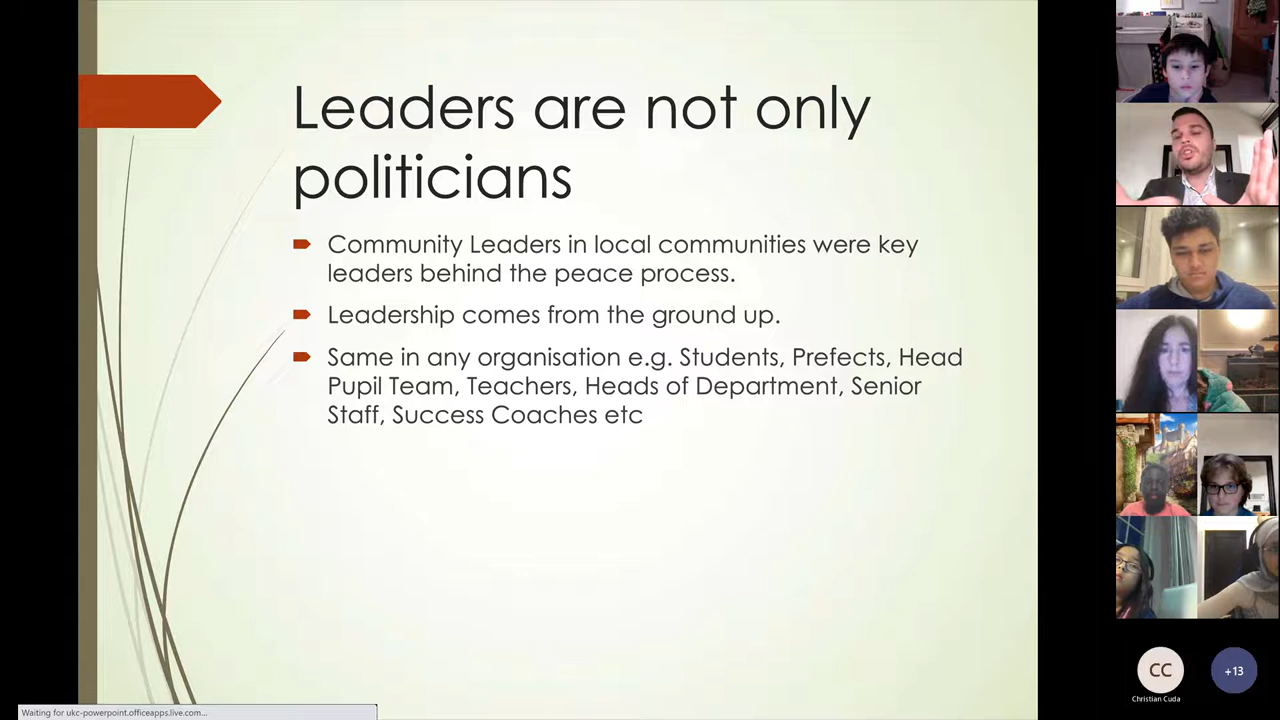 Leaders are not only
politicians
Community Leaders in local communities were key
leaders behind the peace process.
Leadership comes from the ground up.
Same in any organisation e.g. Students, Prefects, Head
Pupil Team, Teachers, Heads of Department, Senior
Staff, Success Coaches etc
CC
+13
Christian Cuda
Waiting for ukc-powerpoint.officeapps.live.com...